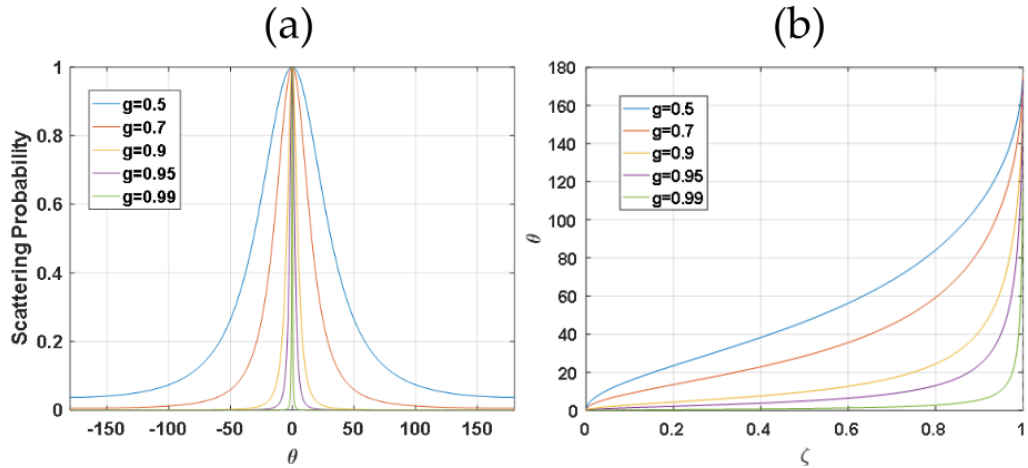 (a)
(b)
Scattering Probability
1
0.8
0.6
0.4
0.2
0
g=0.5
g=0.7
g=0.9
g=0.95
g=0.99
-150 -100 -50 0 50 100 150
θ
θ
180
160
140
120
100
80
60
40
20
0
g=0.5
g=0.7
g=0.9
g=0.95
g=0.99
0 0.2 0.4 0.6 0.8 1
ζ